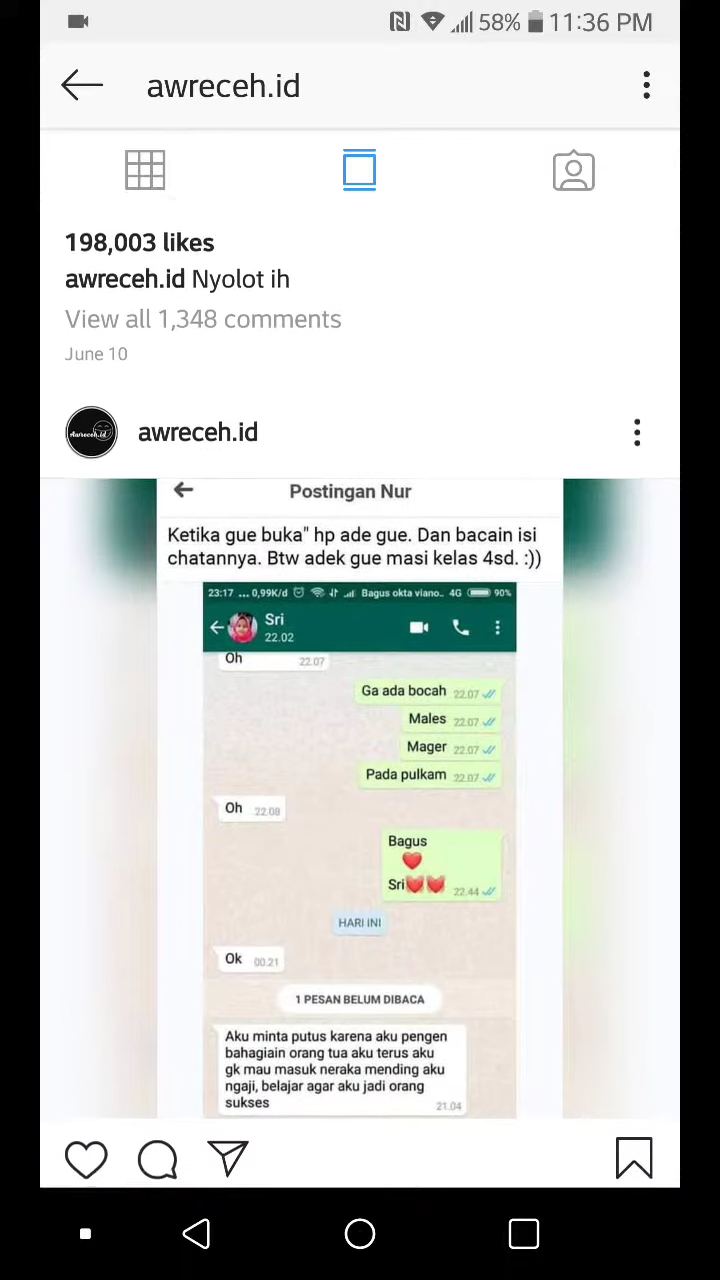 58% 11:36 PM
awreceh.id
198,003 likes
awreceh.id Nyolot ih
View all 1,348 comments
June 10
Awreceh.id
awreceh.id
Postingan Nur
Ketika gue buka" hp ade gue. Dan bacain isi
chatannya. Btw adek gue masi kelas 4sd. :))
23:17 ... 0,99K/d Bagus okta viano.. 4G 90%
Sri
22.02
Oh 22.07
Ga ada bocah 22.07
Males 22.07
Mager 22.07
Pada pulkam 22.07
Oh 22.08
Bagus
❤️
Sri💓💓 22.44
HARI INI
Ok 00.21
1 PESAN BELUM DIBACA
Aku minta putus karena aku pengen
bahagiain orang tua aku terus aku
gk mau masuk neraka mending aku
ngaji, belajar agar aku jadi orang
sukses 21.04